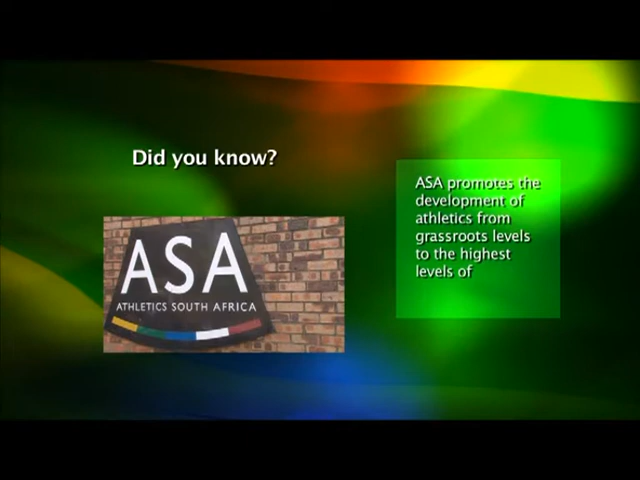 Did you know?
ASA
ATHLETICS SOUTH AFRICA
ASA promotes the
development of
athletics from
grassroots levels
to the highest
levels of